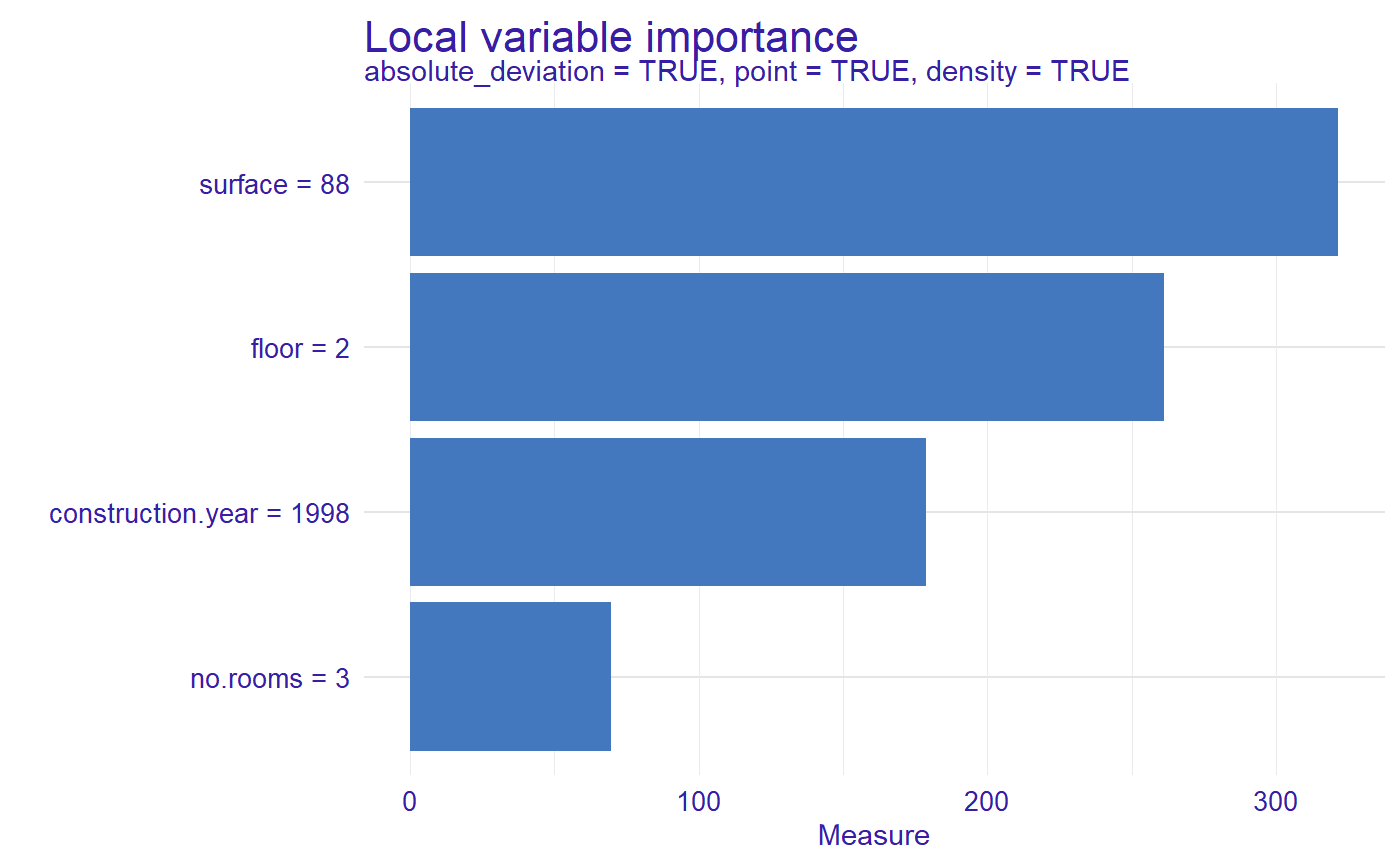 Local variable importance
absolute_deviation = TRUE, point = TRUE, density = TRUE
surface = 88
floor = 2
construction.year = 1998
no.rooms = 3
0 100 200 300
Measure